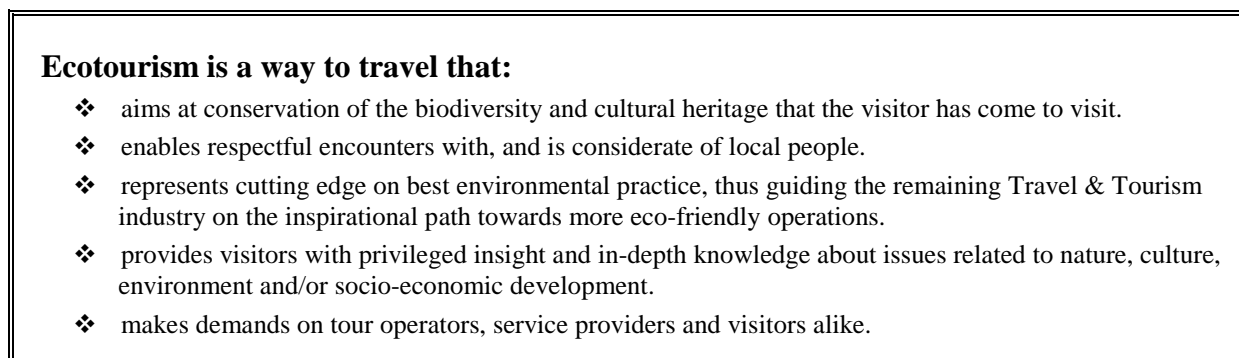 Ecotourism is a way to travel that:
❖ aims at conservation of the biodiversity and cultural heritage that the visitor has come to visit.
❖ enables respectful encounters with, and is considerate of local people.
❖ represents cutting edge on best environmental practice, thus guiding the remaining Travel & Tourism
industry on the inspirational path towards more eco-friendly operations.
❖ provides visitors with privileged insight and in-depth knowledge about issues related to nature, culture,
environment and/or socio-economic development.
❖ makes demands on tour operators, service providers and visitors alike.